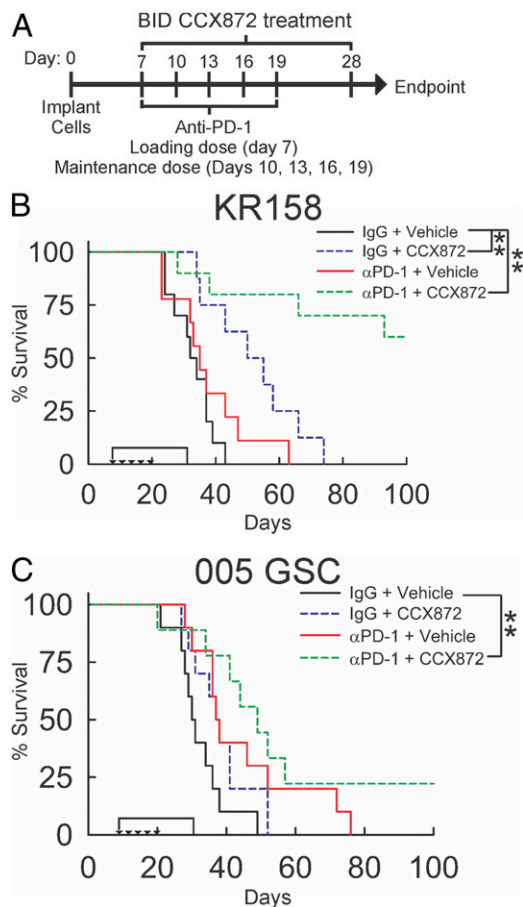 A
BID CCX872 treatment
Day: 0 7 10 13 16 19 28
Endpoint
Implant
Cells
Anti-PD-1
Loading dose (day 7)
Maintenance dose (Days 10, 13, 16, 19)
B
KR158
IgG + Vehicle
IgG + CCX872
αPD-1 + Vehicle
αPD-1 + CCX872
**
**
% Survival
100
75
50
25
0
0 20 40 60 80 100
Days
C
005 GSC
IgG + Vehicle
IgG + CCX872
αPD-1 + Vehicle
αPD-1 + CCX872
**
% Survival
100
75
50
25
0
0 20 40 60 80 100
Days